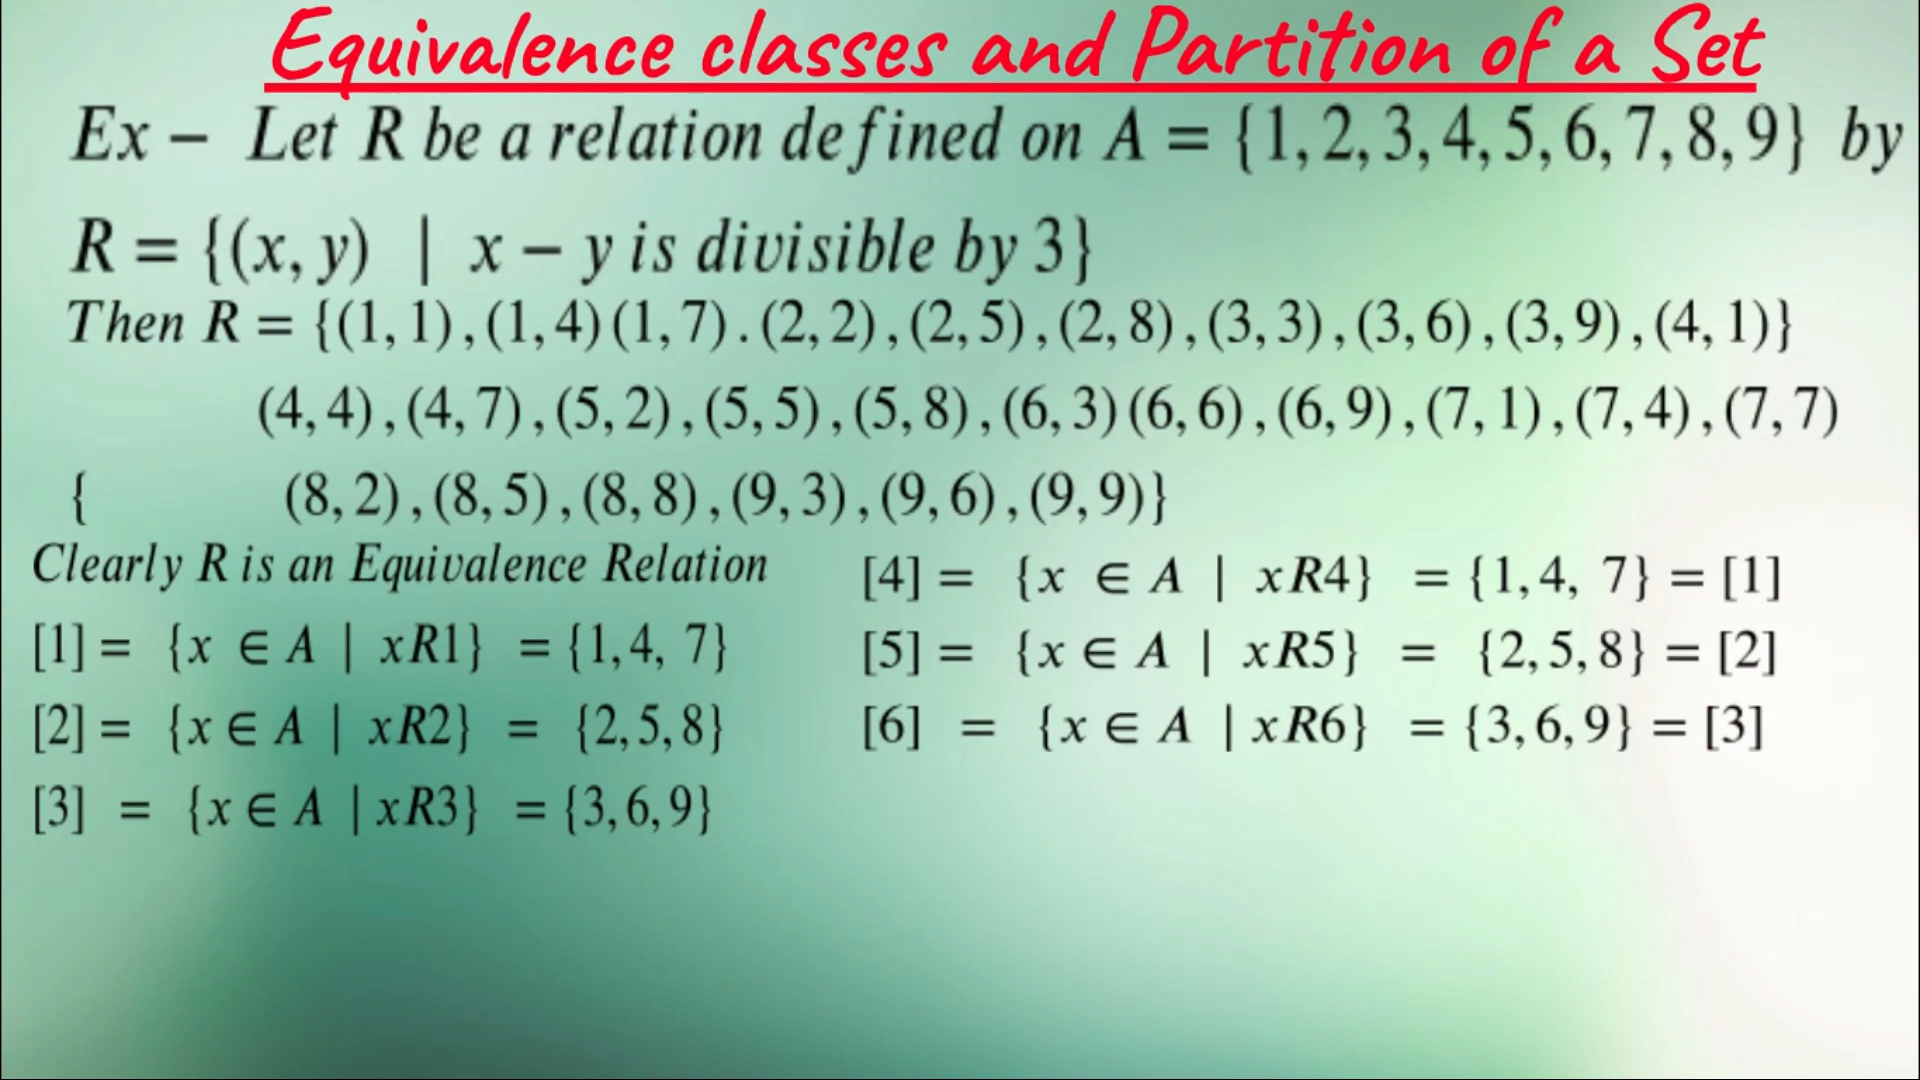 Equivalence classes and Partition of a Set
Ex – Let R be a relation defined on A = {1, 2, 3, 4, 5, 6, 7, 8, 9} by
R = {(x, y) | x – y is divisible by 3}
Then R = {(1, 1) , (1, 4) (1, 7) . (2, 2) , (2, 5) , (2, 8) , (3, 3) , (3, 6) , (3, 9) , (4, 1)}
(4, 4) , (4, 7) , (5, 2) , (5, 5) , (5, 8) , (6, 3) (6, 6) , (6, 9) , (7, 1) , (7, 4) , (7, 7)
{ (8, 2) , (8, 5) , (8, 8) , (9, 3) , (9, 6) , (9, 9)}
Clearly R is an Equivalence Relation
[1] = {x ∈ A | xR1} = {1, 4, 7}
[2] = {x ∈ A | xR2} = {2, 5, 8}
[3] = {x ∈ A | xR3} = {3, 6, 9}
[4] = {x ∈ A | xR4} = {1, 4, 7} = [1]
[5] = {x ∈ A | xR5} = {2, 5, 8} = [2]
[6] = {x ∈ A | xR6} = {3, 6, 9} = [3]